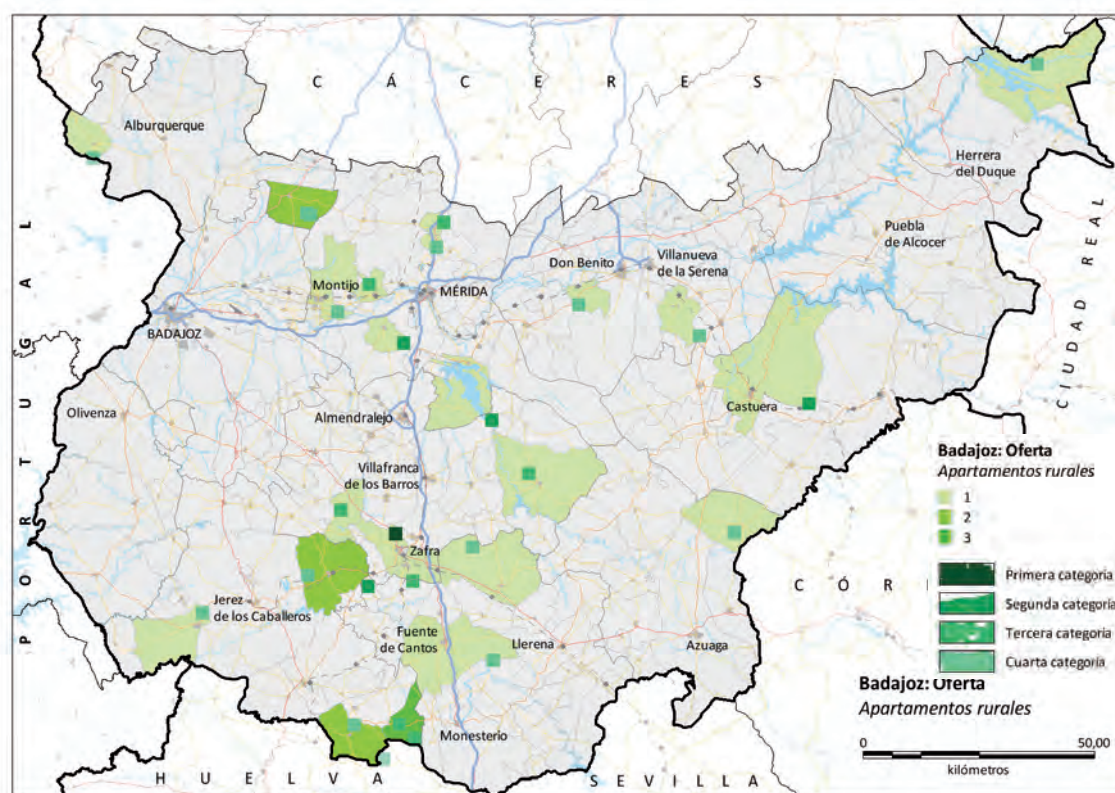 C Á C E R E S
Alburquerque
Herrera
del Duque
Puebla
de Alcocer
Don Benito
Villanueva
de la Serena
Montijo
MÉRIDA
BADAJOZ
P O R T U G A L
CIUDAD REAL
Olivenza
Almendralejo
Castuera
Villafranca
de los Barros
Zafra
Jerez
de los Caballeros
Fuente
de Cantos
Llerena
Azuaga
Monesterio
C Ó R
H U E L V A
S E V I L L A
Badajoz: Oferta
Apartamentos rurales
1
2
3
Primera categoría
Segunda categoría
Tercera categoría
Cuarta categoría
Badajoz: Oferta
Apartamentos rurales
0 50,00
kilómetros